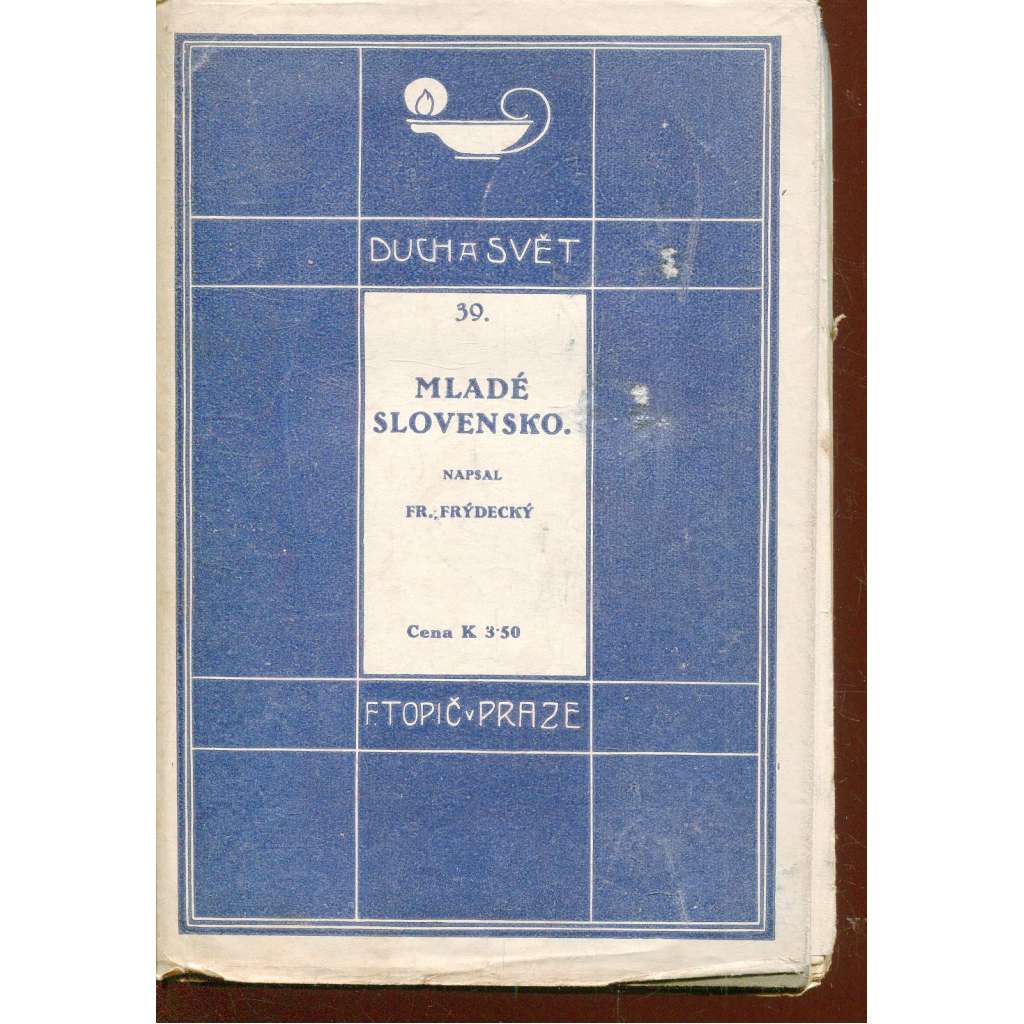 DUCH A SVĚT
39.
MLADÉ
SLOVENSKO.
NAPSAL
FR. FRÝDECKÝ
Cena K 3·50
F. TOPIČ V PRAZE